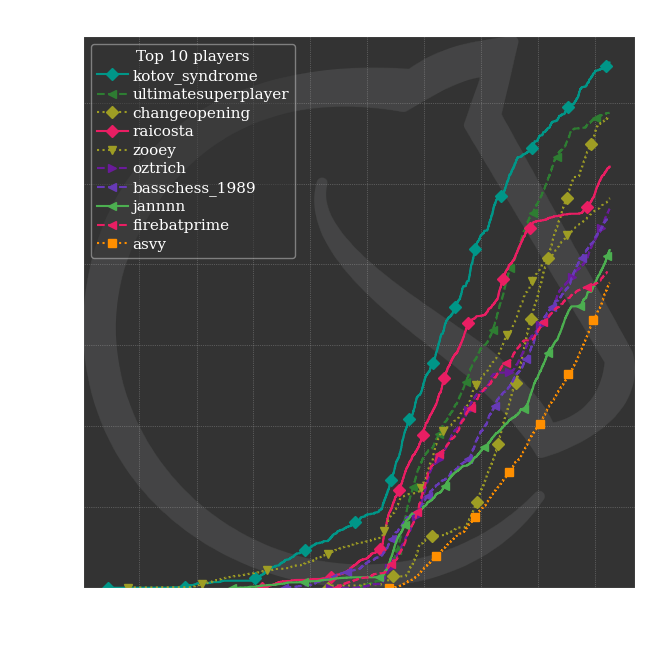 Top 10 players
kotov_syndrome
ultimatesuperplayer
changeopening
raicosta
zooey
oztrich
basschess_1989
jannnn
firebatprime
asvy